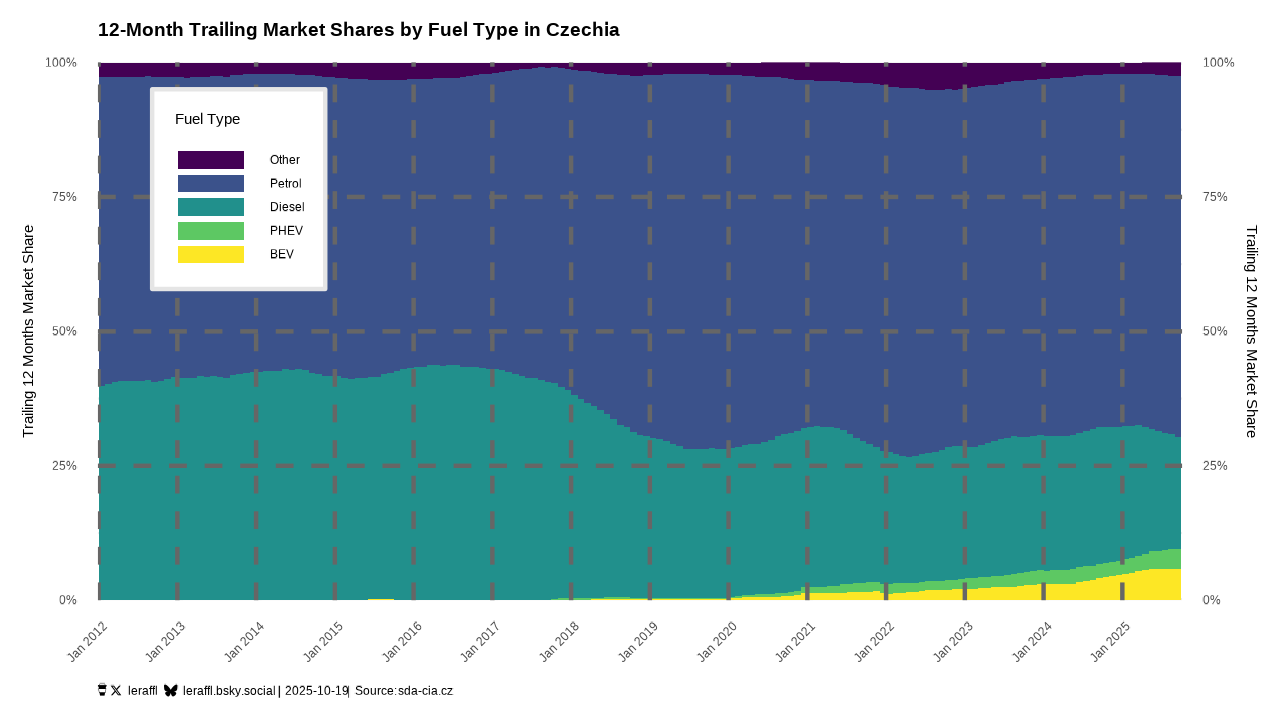 12-Month Trailing Market Shares by Fuel Type in Czechia
100%
100%
Fuel Type
Other
Petrol
Diesel
PHEV
BEV
75%
75%
50%
50%
25%
25%
0%
0%
Trailing 12 Months Market Share
Trailing 12 Months Market Share
Jan 2012
Jan 2013
Jan 2014
Jan 2015
Jan 2016
Jan 2017
Jan 2018
Jan 2019
Jan 2020
Jan 2021
Jan 2022
Jan 2023
Jan 2024
Jan 2025
leraffl leraffl.bsky.social | 2025-10-19| Source:sda-cia.cz